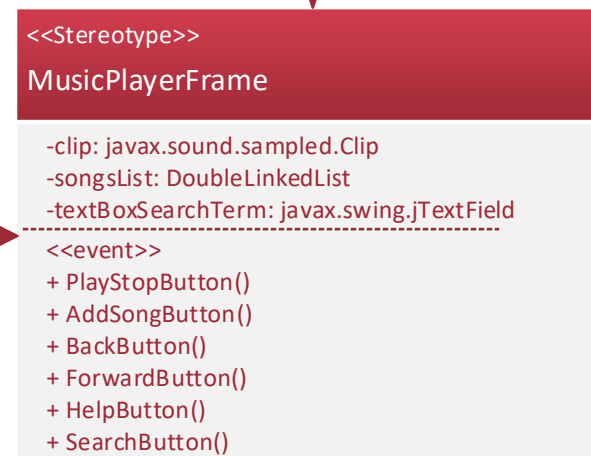 <<Stereotype>>
MusicPlayerFrame
-clip: javax.sound.sampled.Clip
-songsList: DoubleLinkedList
-textBoxSearchTerm: javax.swing.jTextField
<<event>>
+ PlayStopButton()
+ AddSongButton()
+ BackButton()
+ ForwardButton()
+ HelpButton()
+ SearchButton()